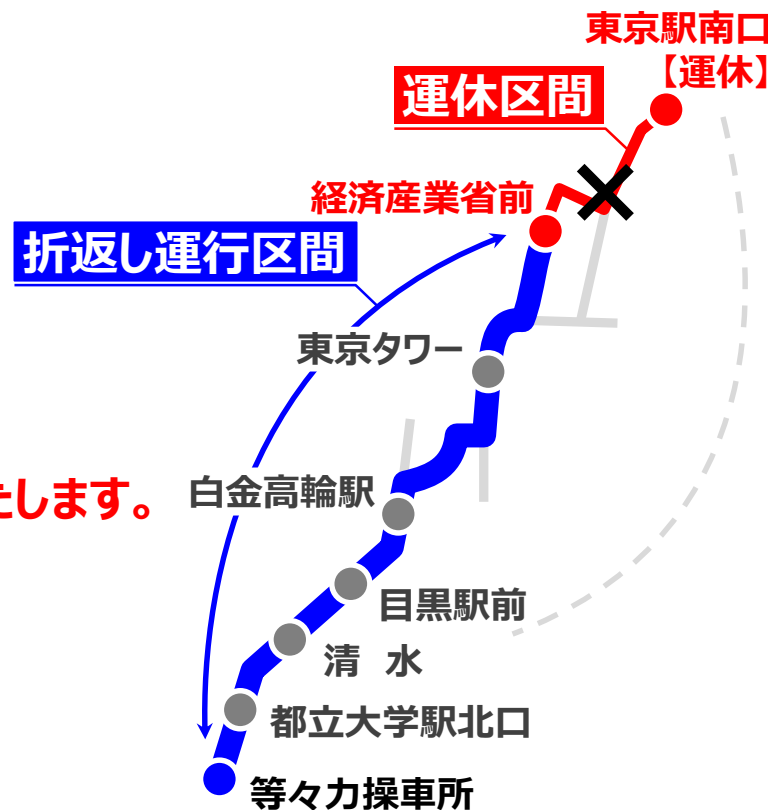 東京駅南口
【運休】
運休区間
経済産業省前
折返し運行区間
東京タワー
白金高輪駅
たします。
目黒駅前
清 水
都立大学駅北口
等々力操車所